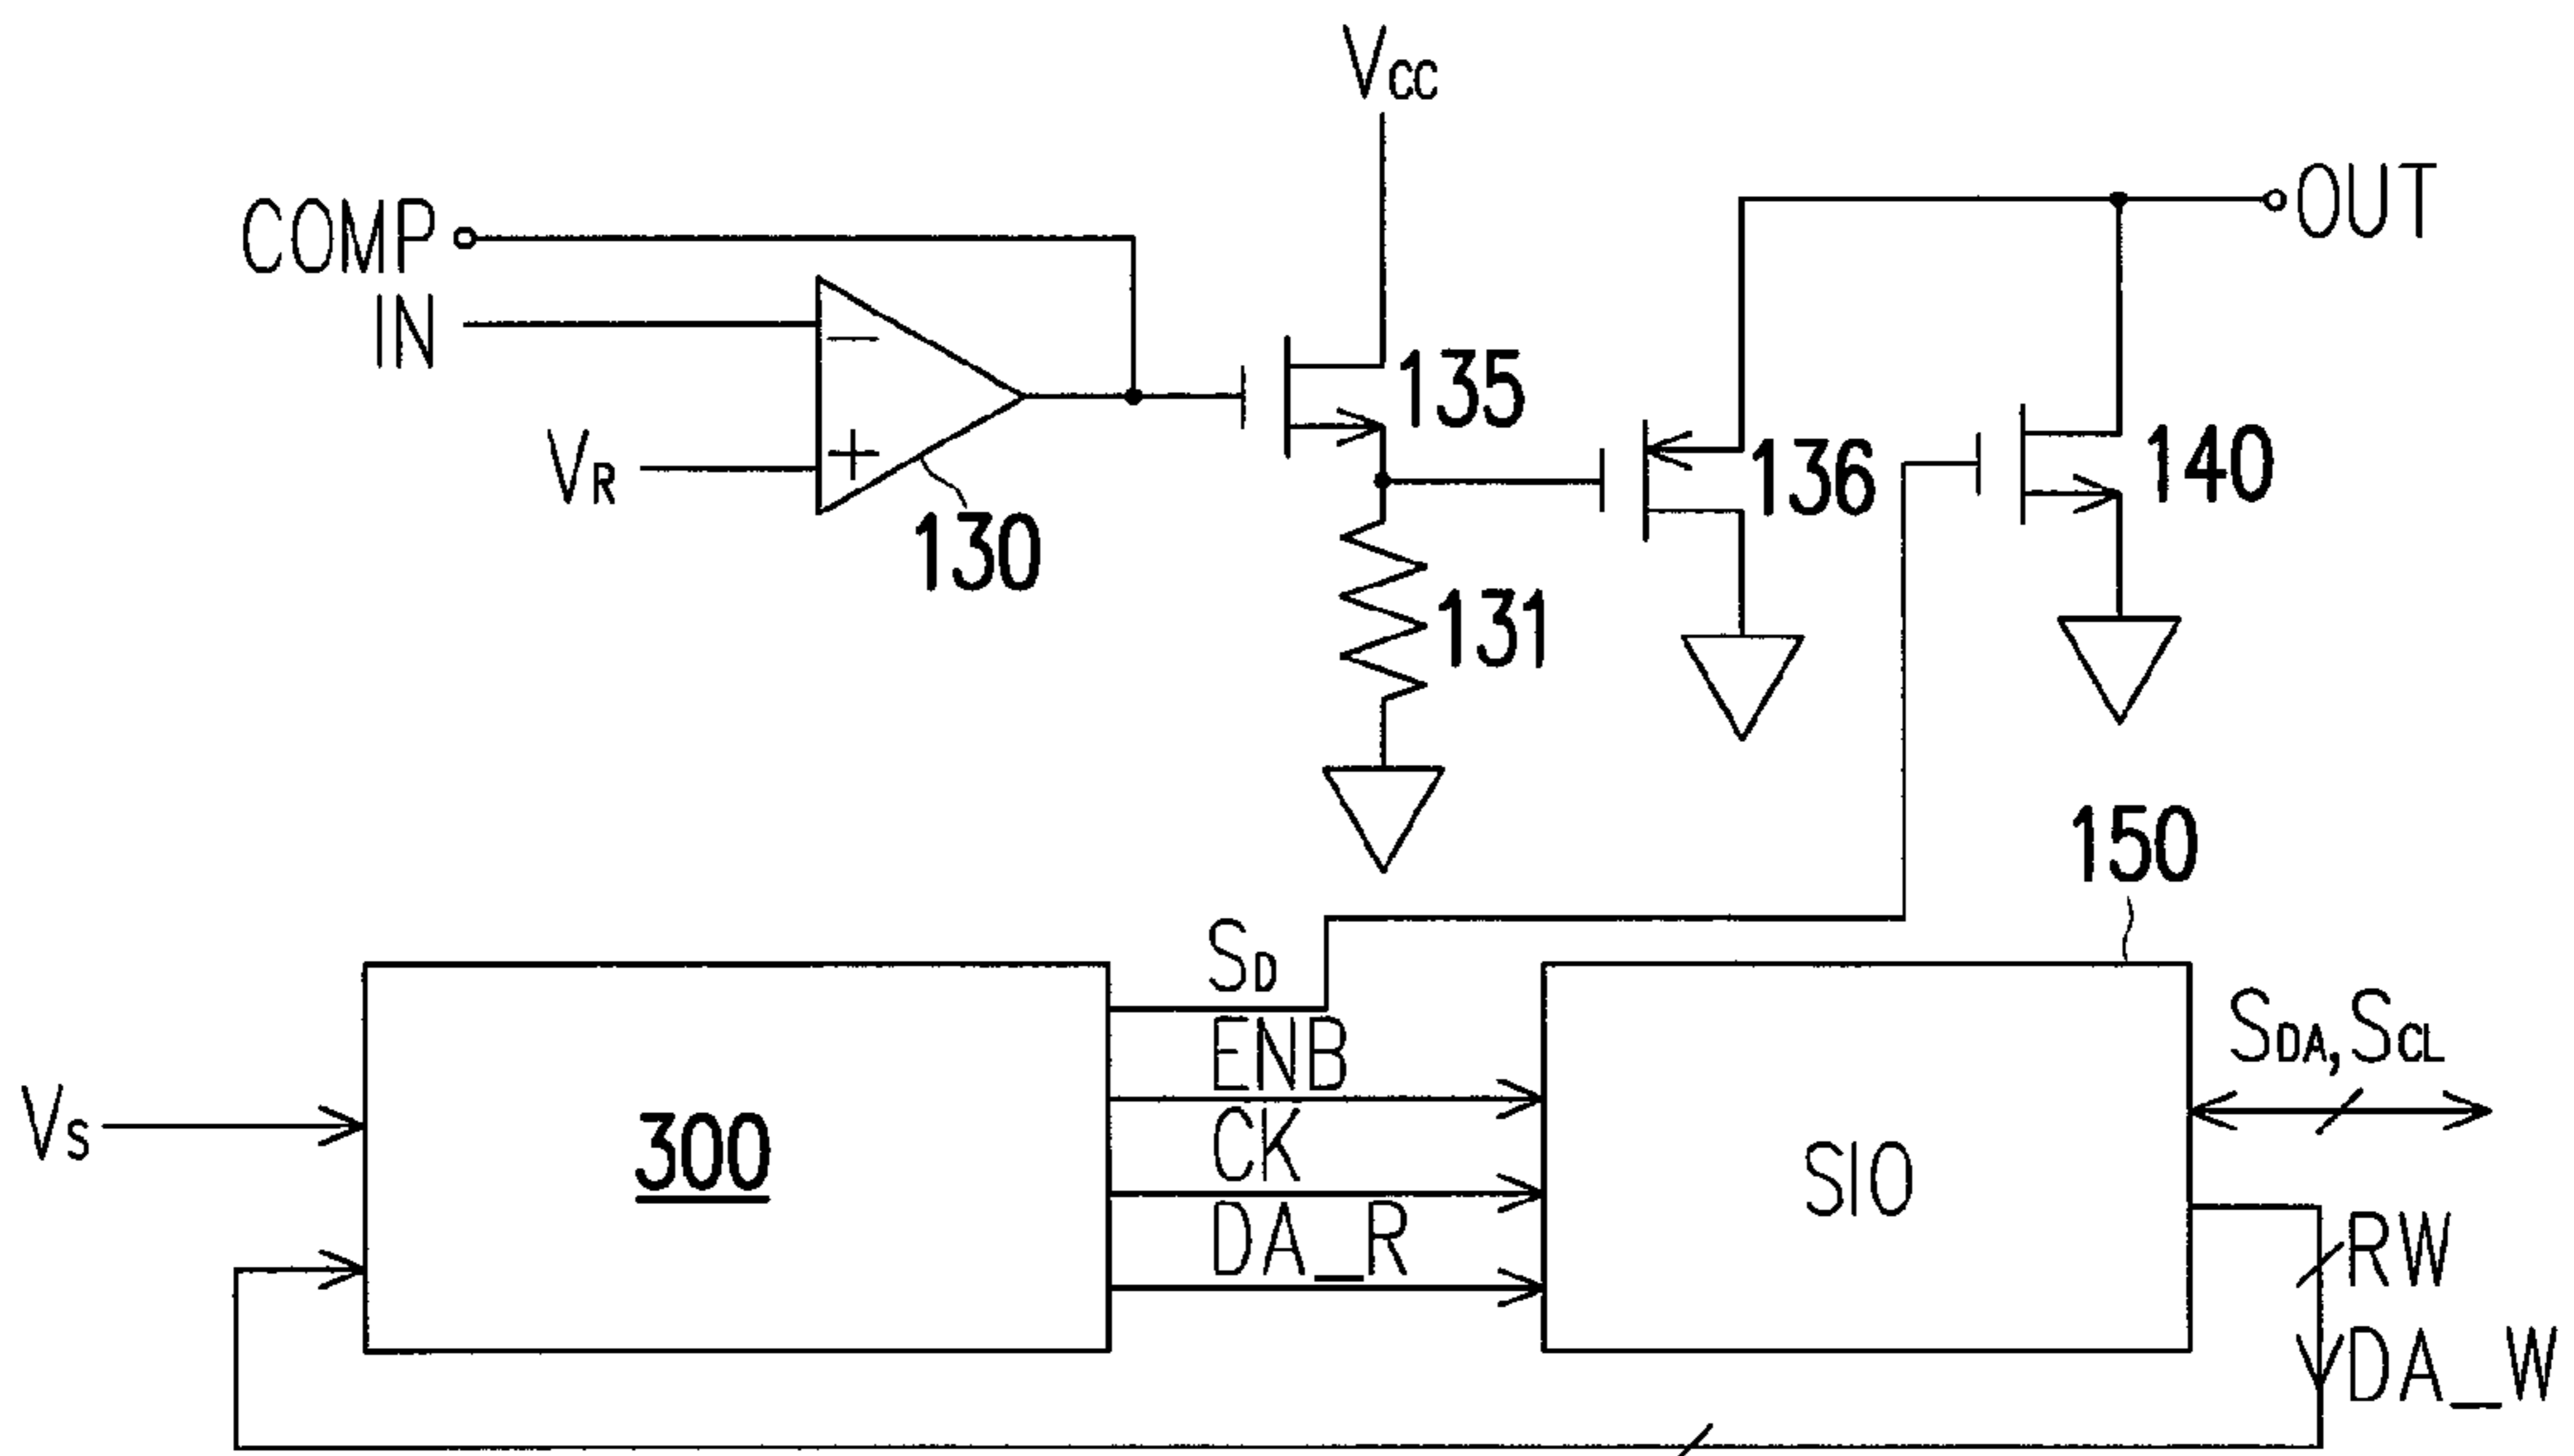 VCC
COMP
OUT
IN
135
VR
136
140
130
131
150
SD
ENB
SDA,SCL
VS
CK
300
SIO
DA_R
RW
DA_W